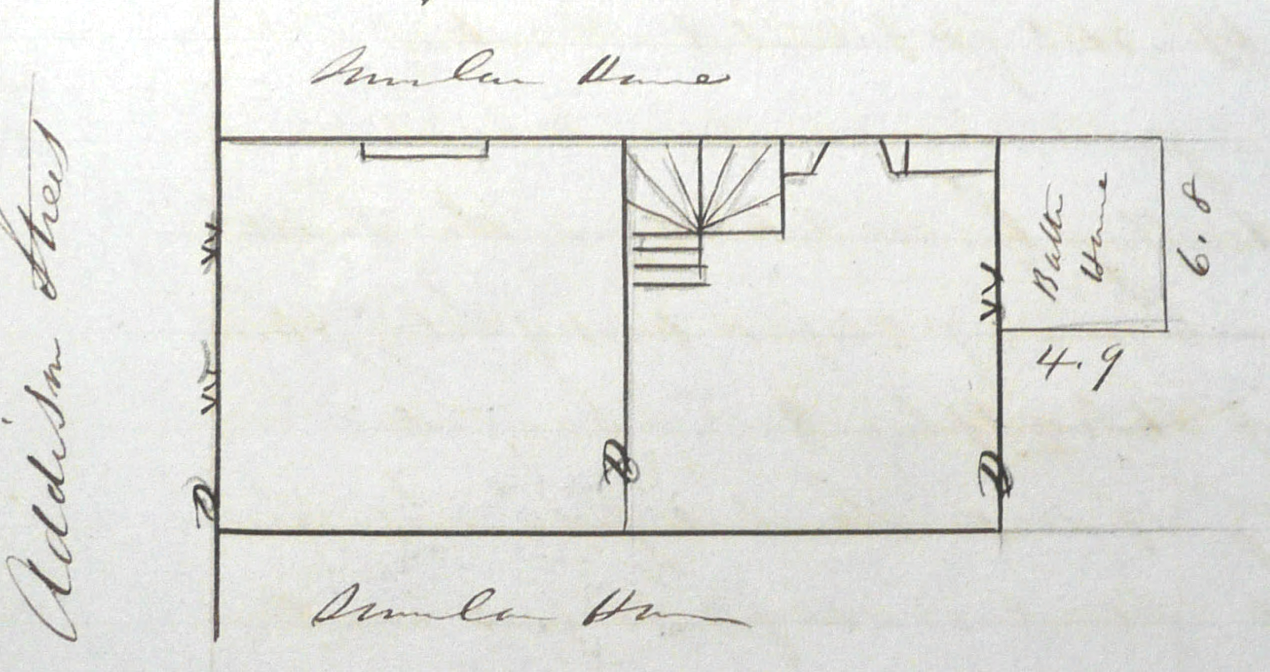 Similar House
Addison Street
W
W
D
D
W
D
Bath
House
6.8
4.9
Similar House